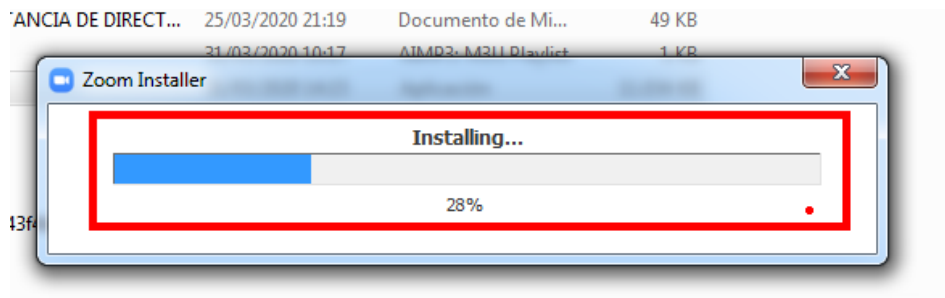 TANCIA DE DIRECT... 25/03/2020 21:19 Documento de Mi... 49 KB
31/03/2020 10:17 AIMP3: M3U Playlist 1 KB
Zoom Installer
Installing...
28%